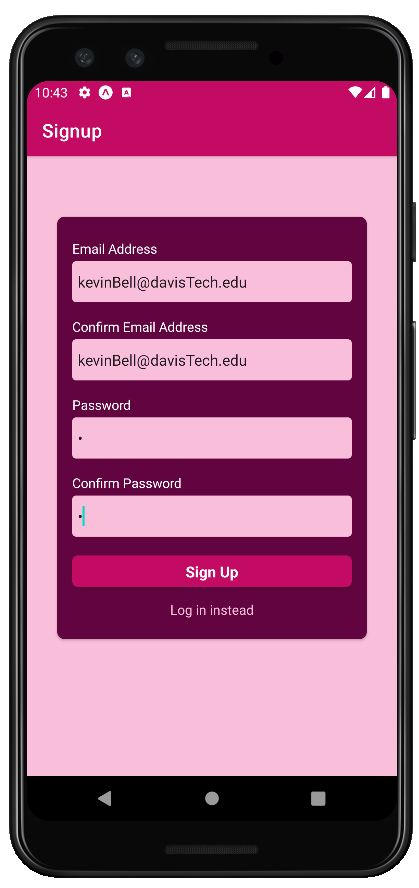 10:43
Signup
Email Address
kevinBell@davisTech.edu
Confirm Email Address
kevinBell@davisTech.edu
Password
•
Confirm Password
•
Sign Up
Log in instead